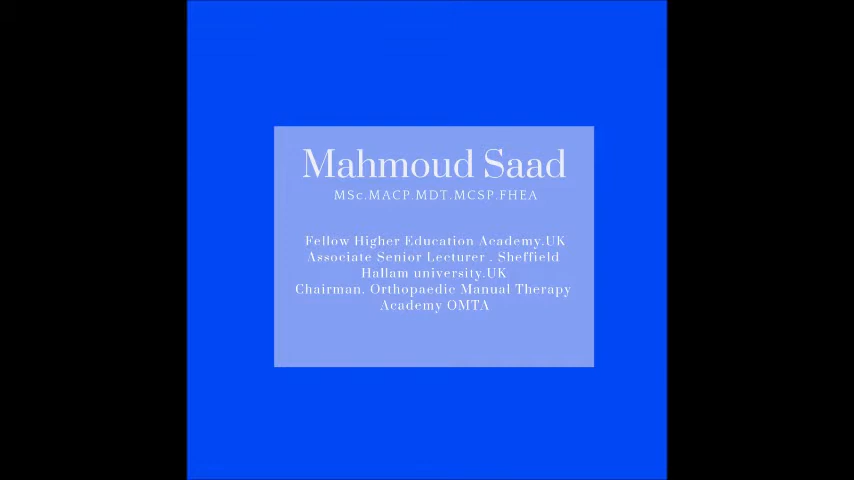 Mahmoud Saad
MSc.MACP.MDT.MCSP.FHEA
Fellow Higher Education Academy.UK
Associate Senior Lecturer . Sheffield
Hallam university.UK
Chairman. Orthopaedic Manual Therapy
Academy OMTA